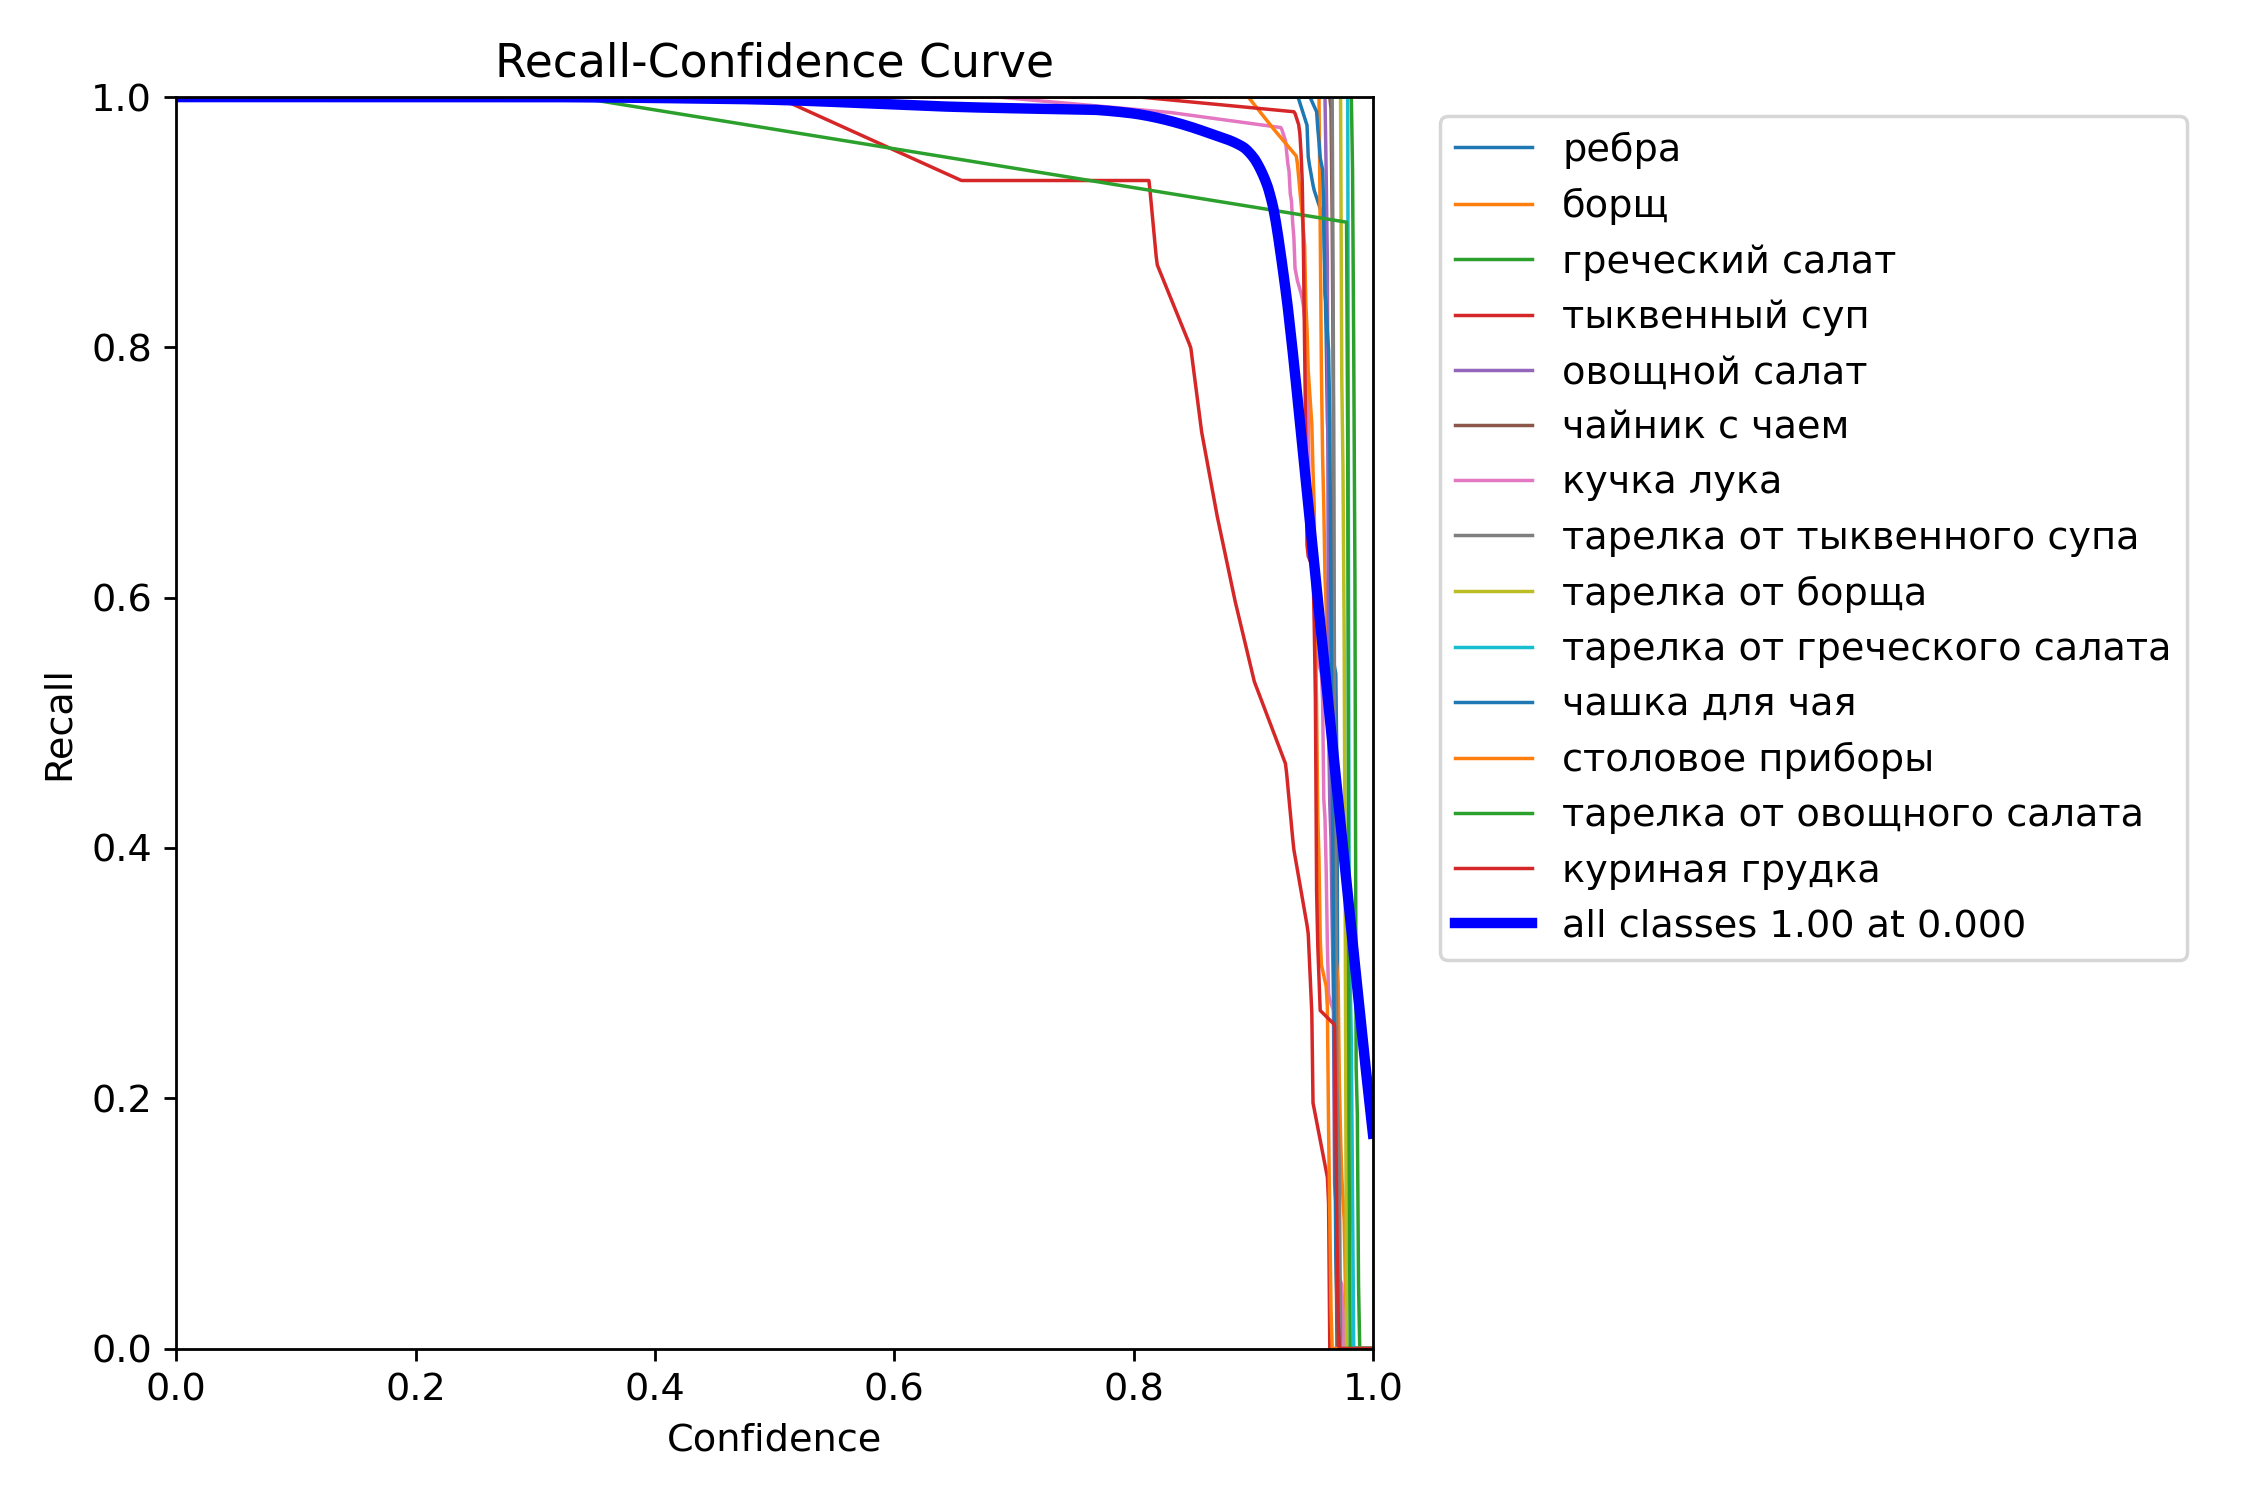 Recall-Confidence Curve
1.0
0.8
0.6
0.4
0.2
0.0
Recall
0.0 0.2 0.4 0.6 0.8 1.0
Confidence
ребра
борщ
греческий салат
тыквенный суп
овощной салат
чайник с чаем
кучка лука
тарелка от тыквенного супа
тарелка от борща
тарелка от греческого салата
чашка для чая
столовое приборы
тарелка от овощного салата
куриная грудка
all classes 1.00 at 0.000